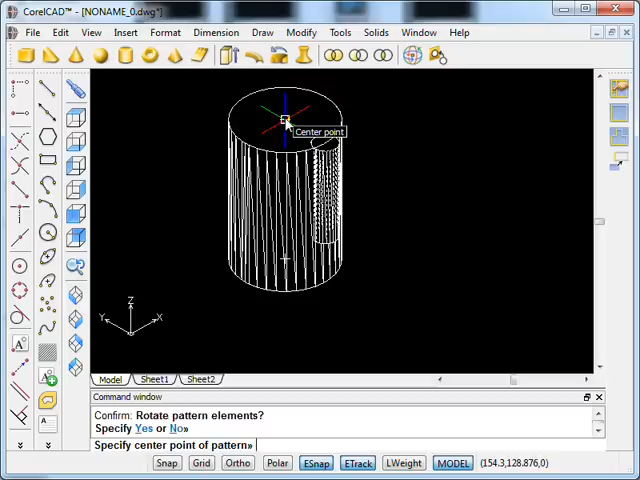 CorelCAD™ - [NONAME_0.dwg*]
File Edit View Insert Format Dimension Draw Modify Tools Solids Window Help
Center point
Z
Y X
Model Sheet1 Sheet2
Command window
Confirm: Rotate pattern elements?
Specify Yes or No»
Specify center point of pattern»
Snap Grid Ortho Polar ESnap ETrack LWeight MODEL (154.3,128.876,0)